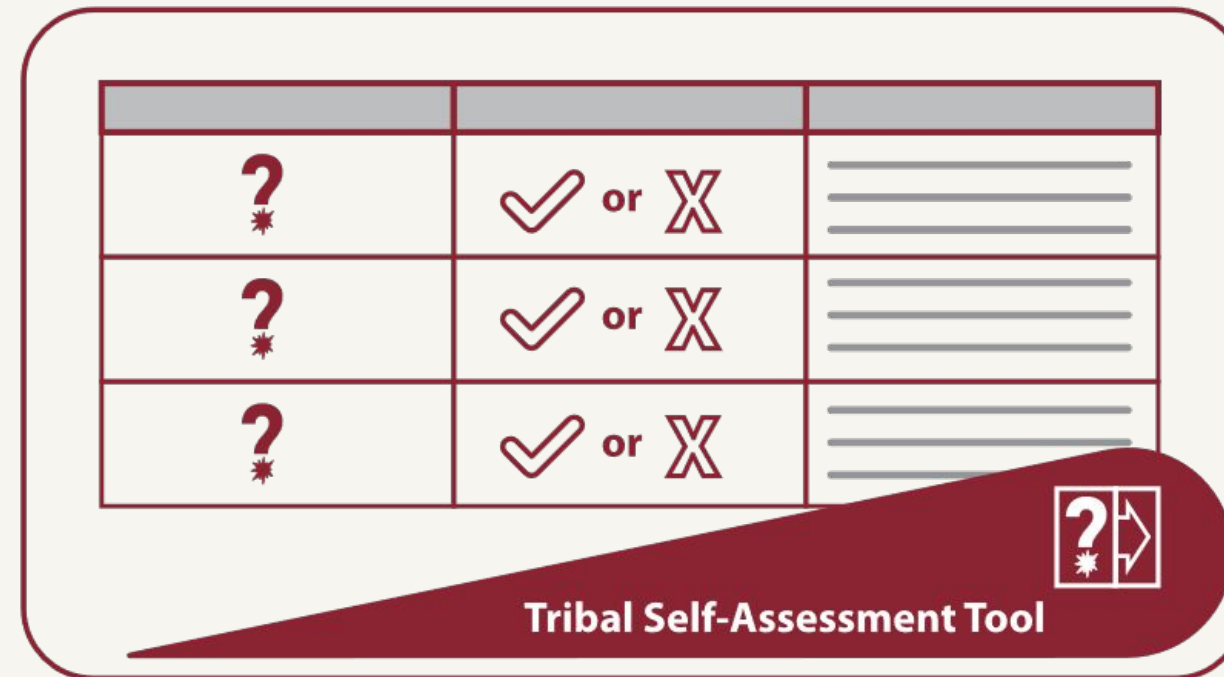 ?
✓ or X
?
✓ or X
?
✓ or X
?
Tribal Self-Assessment Tool